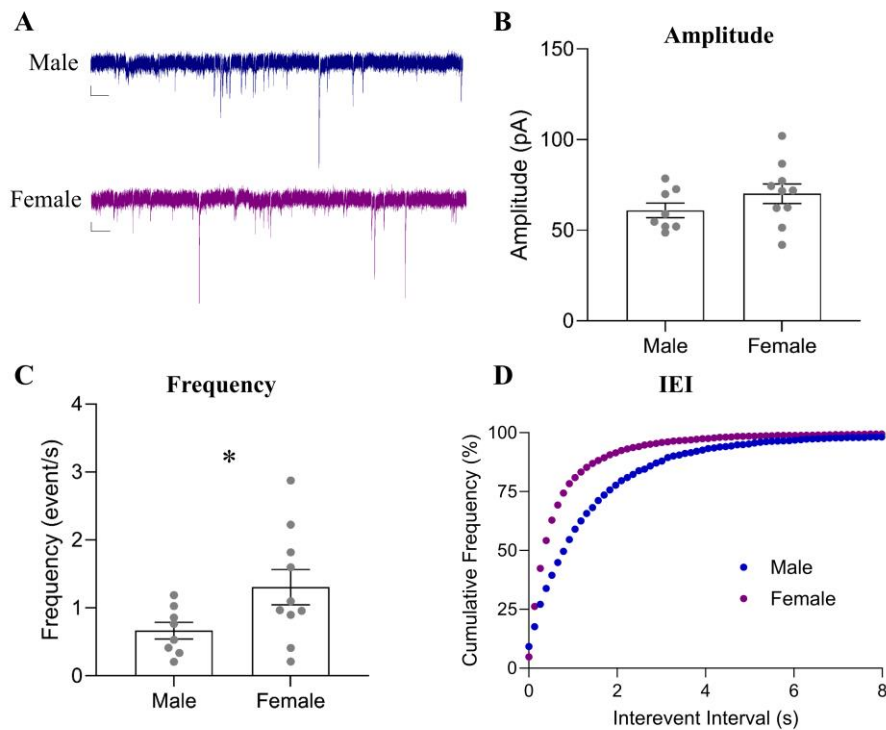 A
Male
Female
B
Amplitude
Amplitude (pA)
150
100
50
0
Male
Female
C
Frequency
Frequency (event/s)
4
3
2
1
0
*
Male
Female
D
IEI
Cumulative Frequency (%)
100
75
50
25
0
Male
Female
0
2
4
6
8
Interevent Interval (s)